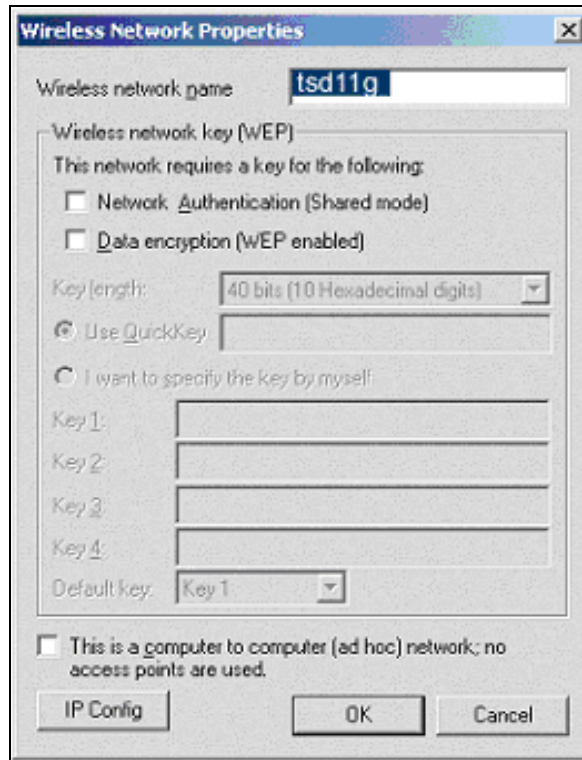 Wireless Network Properties
Wireless network name tsd11g
Wireless network key (WEP)
This network requires a key for the following:
Network Authentication (Shared mode)
Data encryption (WEP enabled)
Key length: 40 bits (10 Hexadecimal digits)
Use QuickKey
I want to specify the key by myself
Key 1:
Key 2:
Key 3:
Key 4:
Default key: Key 1
This is a computer to computer (ad hoc) network; no
access points are used.
IP Config OK Cancel